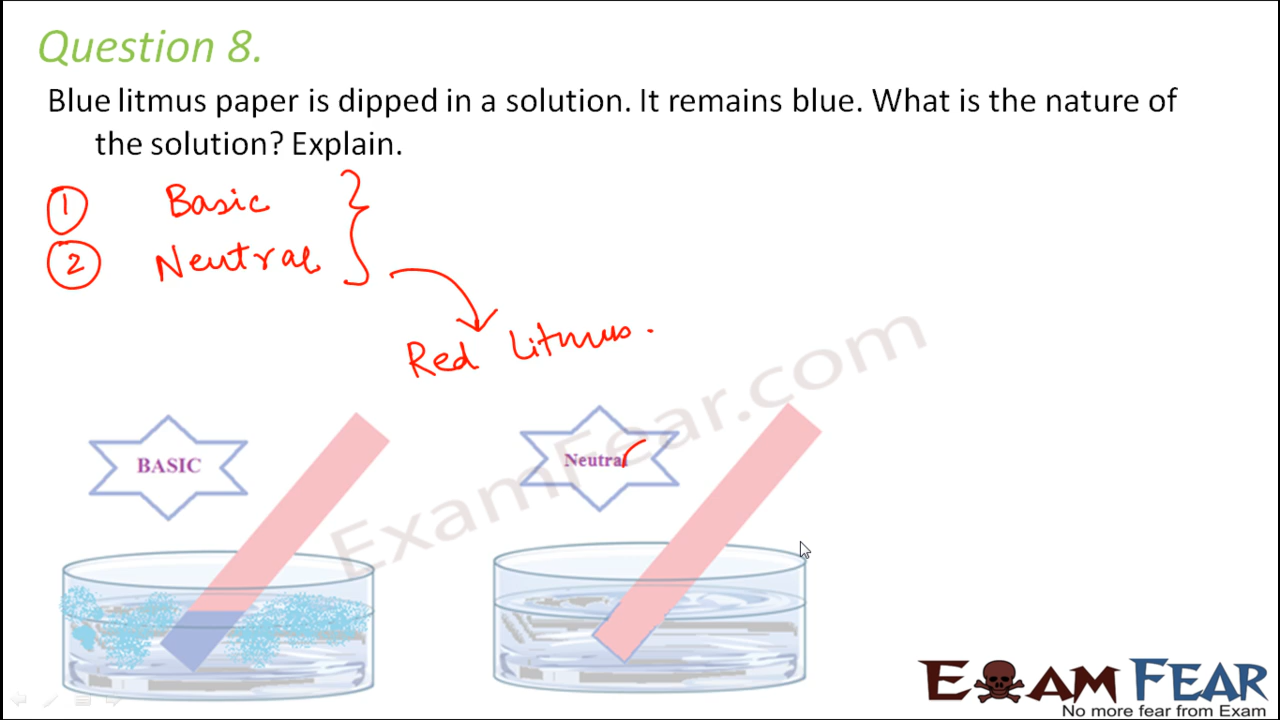 Question 8.
Blue litmus paper is dipped in a solution. It remains blue. What is the nature of
the solution? Explain.
1 Basic
2 Neutral
Red Litmus.
BASIC
Neutral
ExamFear.com
EXAM FEAR
No more fear from Exam